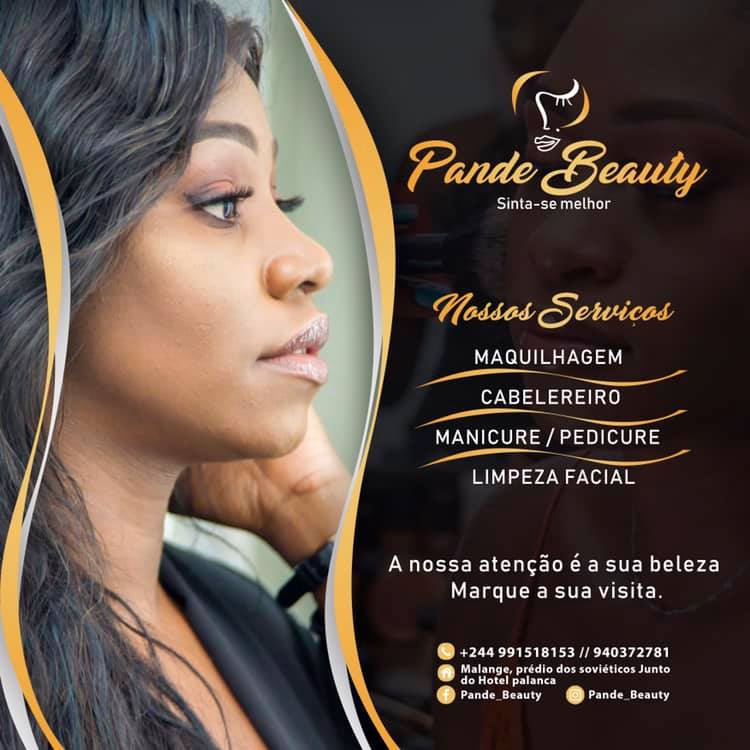 Pande Beauty
Sinta-se melhor
Nossos Serviços
MAQUILHAGEM
CABELEREIRO
MANICURE / PEDICURE
LIMPEZA FACIAL
A nossa atenção é a sua beleza
Marque a sua visita.
+244 991518153 // 940372781
Malange, prédio dos soviéticos Junto
do Hotel palanca
Pande_Beauty Pande_Beauty